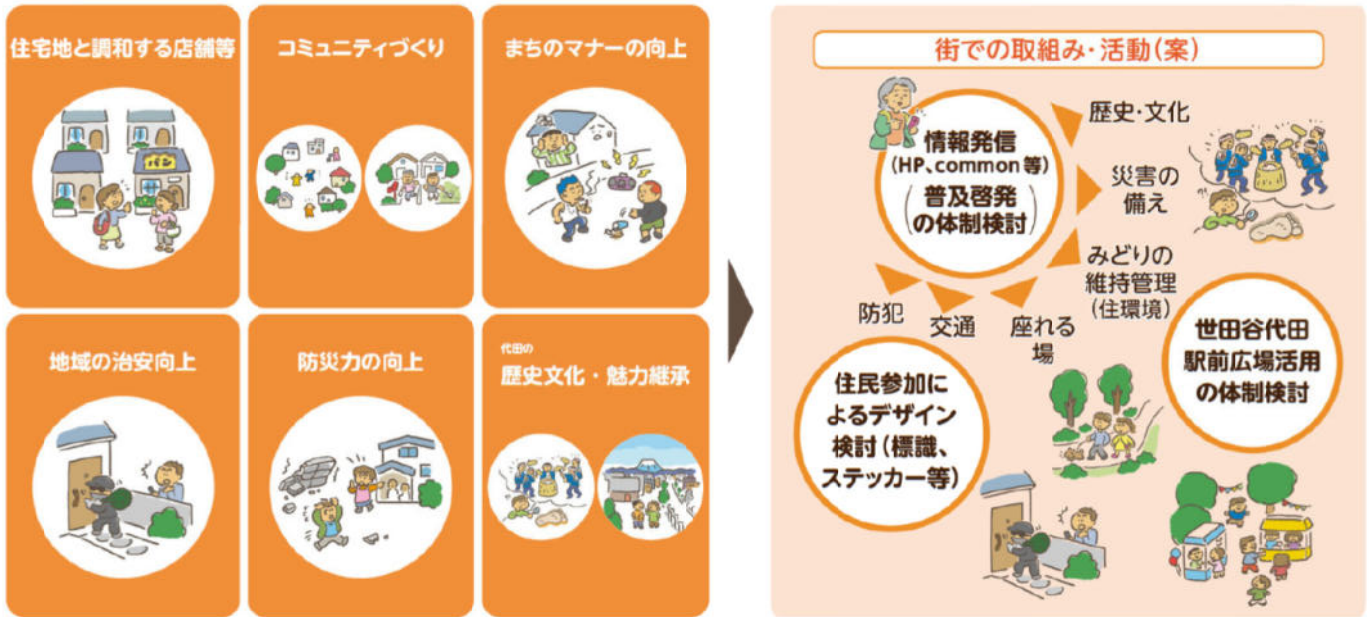 住宅地と調和する店舗等
コミュニティづくり
まちのマナーの向上
パン
地域の治安向上
防災力の向上
代田の
歴史文化・魅力継承
街での取組み・活動(案)
情報発信
(HP、common等)
(普及啓発
の体制検討)
歴史・文化
災害の
備え
みどりの
維持管理
(住環境)
座れる
場
交通
防犯
住民参加に
よるデザイン
検討(標識、
ステッカー等)
世田谷代田
駅前広場活用
の体制検討